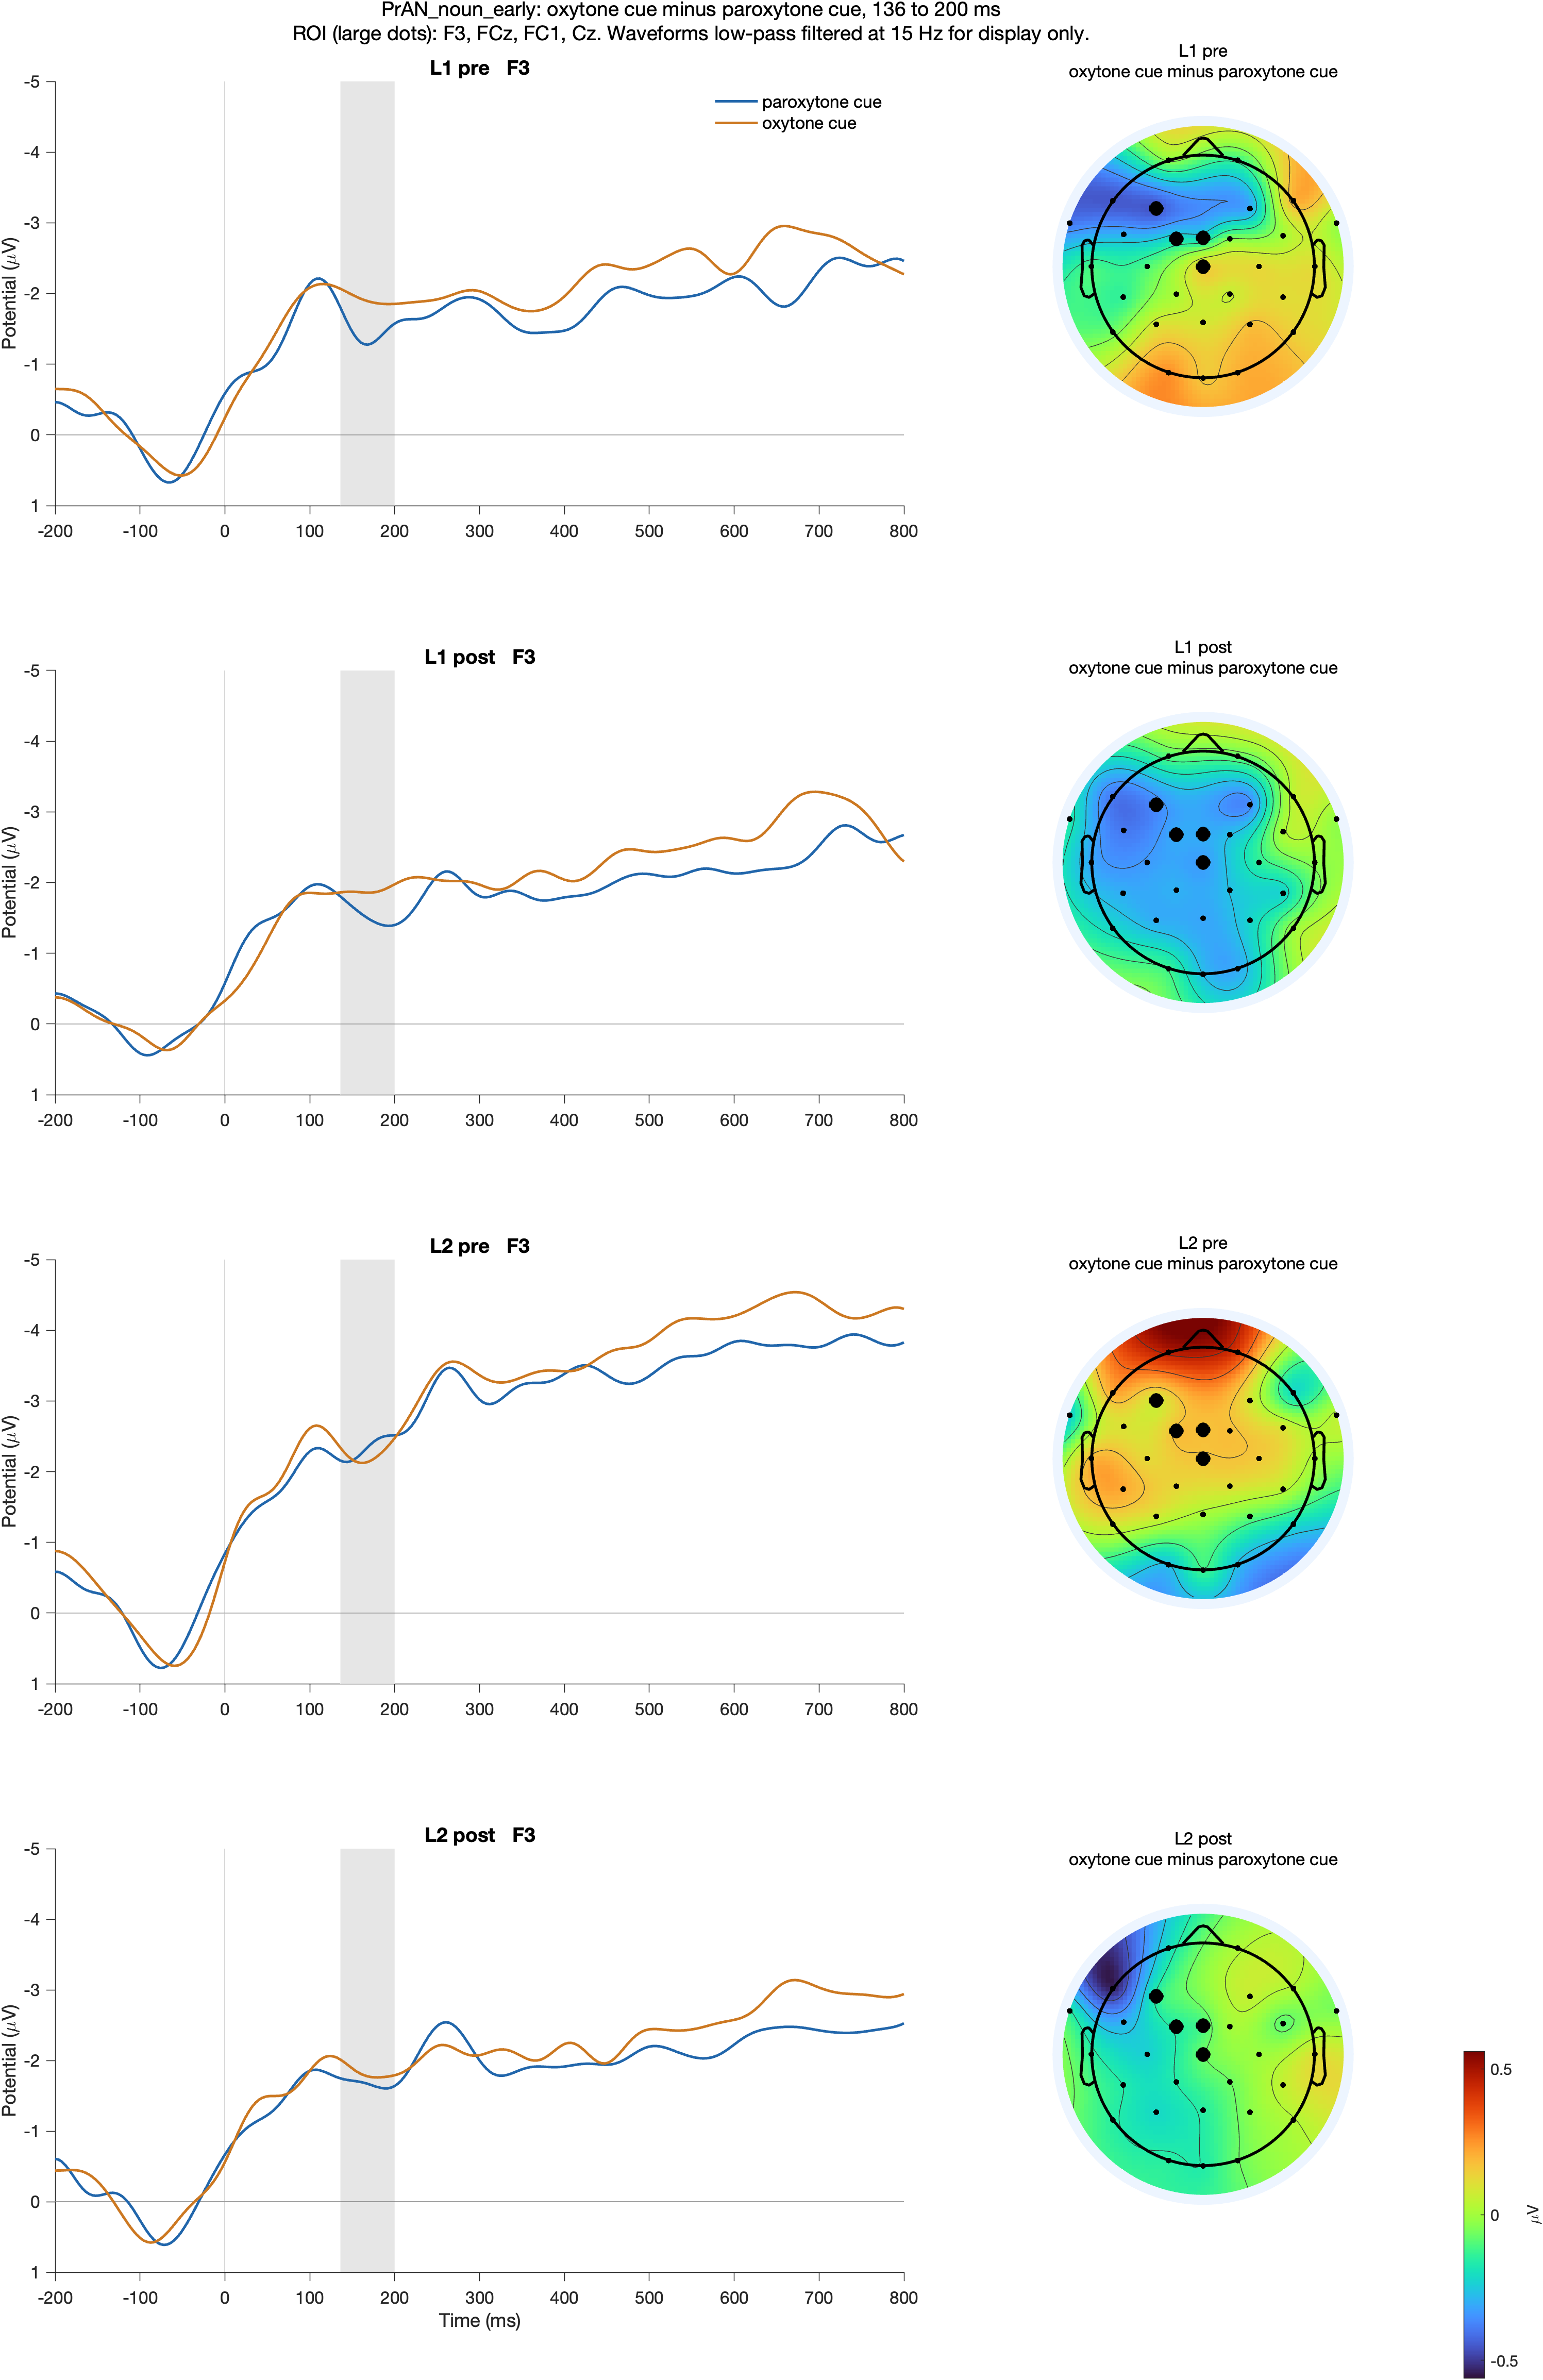 PrAN_noun_early: oxytone cue minus paroxytone cue, 136 to 200 ms
ROI (large dots): F3, FCz, FC1, Cz. Waveforms low-pass filtered at 15 Hz for display only.
L1 pre F3
-5
-4
-3
-2
-1
0
1
Potential (μV)
-200 -100 0 100 200 300 400 500 600 700 800
paroxytone cue
oxytone cue
L1 pre
oxytone cue minus paroxytone cue
L1 post F3
-5
-4
-3
-2
-1
0
1
Potential (μV)
-200 -100 0 100 200 300 400 500 600 700 800
L1 post
oxytone cue minus paroxytone cue
L2 pre F3
-5
-4
-3
-2
-1
0
1
Potential (μV)
-200 -100 0 100 200 300 400 500 600 700 800
L2 pre
oxytone cue minus paroxytone cue
L2 post F3
-5
-4
-3
-2
-1
0
1
Potential (μV)
-200 -100 0 100 200 300 400 500 600 700 800
Time (ms)
L2 post
oxytone cue minus paroxytone cue
0.5
0
-0.5
μV